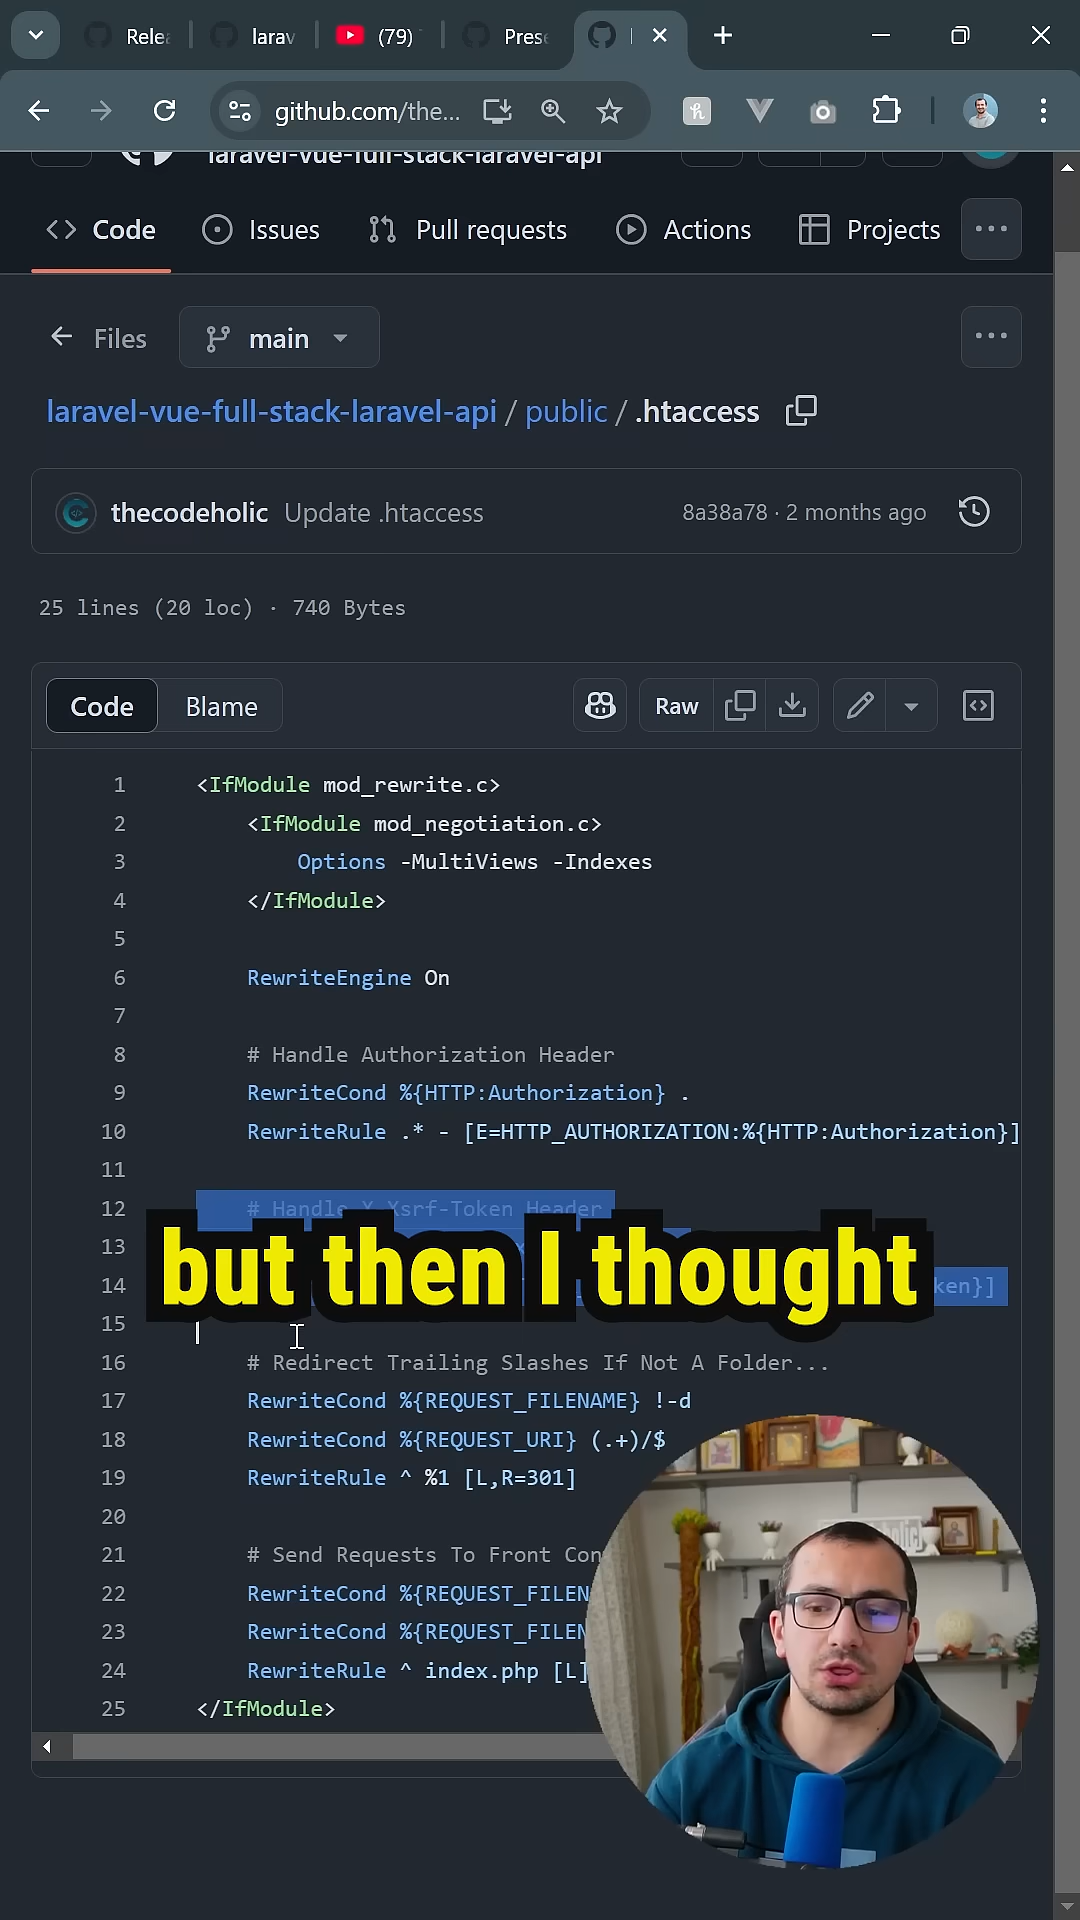 (79)
github.com/the...
laravel-vue-full-stack-laravel-api
Code
Issues
Pull requests
Actions
Projects
Files
main
laravel-vue-full-stack-laravel-api / public / .htaccess
thecodeholic Update .htaccess
8a38a78 · 2 months ago
25 lines (20 loc) · 740 Bytes
Code
Blame
Raw
1 <IfModule mod_rewrite.c>
2 <IfModule mod_negotiation.c>
3 Options -MultiViews -Indexes
4 </IfModule>
5
6 RewriteEngine On
7
8 # Handle Authorization Header
9 RewriteCond %{HTTP:Authorization} .
10 RewriteRule .* - [E=HTTP_AUTHORIZATION:%{HTTP:Authorization}]
11
12 # Handle X-Xsrf-Token Header
13
14 ken}]
but then I thought
15
16 # Redirect Trailing Slashes If Not A Folder...
17 RewriteCond %{REQUEST_FILENAME} !-d
18 RewriteCond %{REQUEST_URI} (.+)/$
19 RewriteRule ^ %1 [L,R=301]
20
21 # Send Requests To Front Con
22 RewriteCond %{REQUEST_FILEN
23 RewriteCond %{REQUEST_FILEN
24 RewriteRule ^ index.php [L]
25 </IfModule>